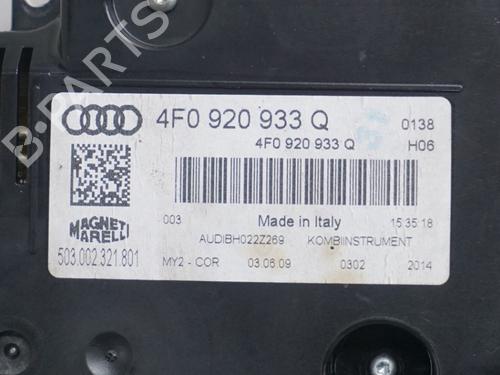 B-PARTS
4F0 920 933 Q
0138
4F0 920 933 Q
H06
003
Made in Italy
15:35:18
MAGNETI
MARELLI
AUDIBH022Z269
KOMBIINSTRUMENT
503.002.321.801
MY2 - COR
03.06.09
0302
2014